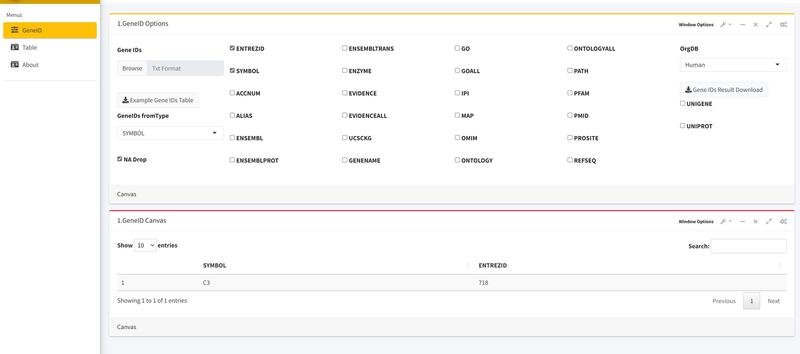 Menus
GeneID
Table
About
1.GeneID Options
Window Options
Gene IDs
Browse Txt Format
Example Gene IDs Table
GeneIDs fromType
SYMBOL
NA Drop
ENTREZID
SYMBOL
ACCNUM
ALIAS
ENSEMBL
ENSEMBLPROT
ENSEMBLTRANS
ENZYME
EVIDENCE
EVIDENCEALL
UCSCKG
GENENAME
GO
GOALL
IPI
MAP
OMIM
ONTOLOGY
ONTOLOGYALL
PATH
PFAM
PMID
PROSITE
REFSEQ
OrgDB
Human
Gene IDs Result Download
UNIGENE
UNIPROT
Canvas
1.GeneID Canvas
Window Options
Show 10 entries
Search:
SYMBOL ENTREZID
1 C3 718
Showing 1 to 1 of 1 entries
Previous 1 Next
Canvas